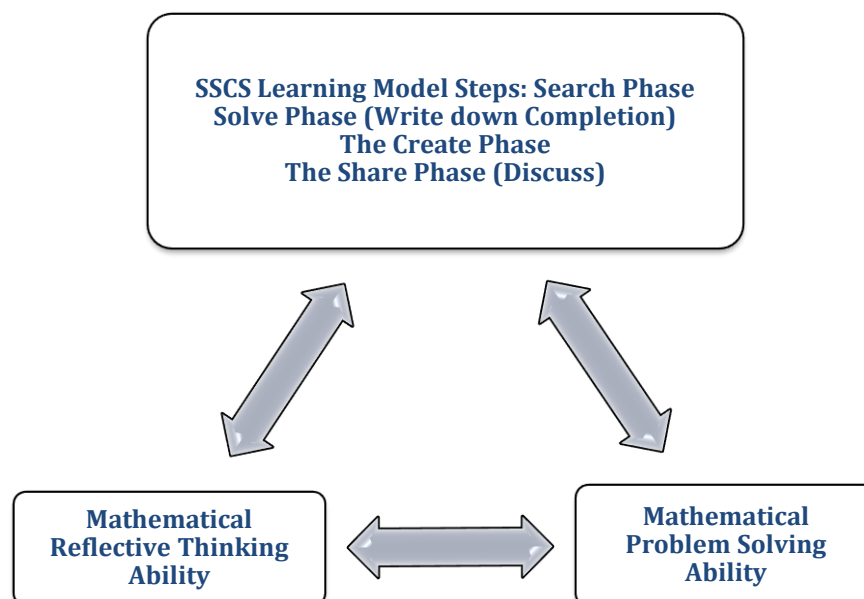 SSCS Learning Model Steps: Search Phase
Solve Phase (Write down Completion)
The Create Phase
The Share Phase (Discuss)
Mathematical
Reflective Thinking
Ability
Mathematical
Problem Solving
Ability